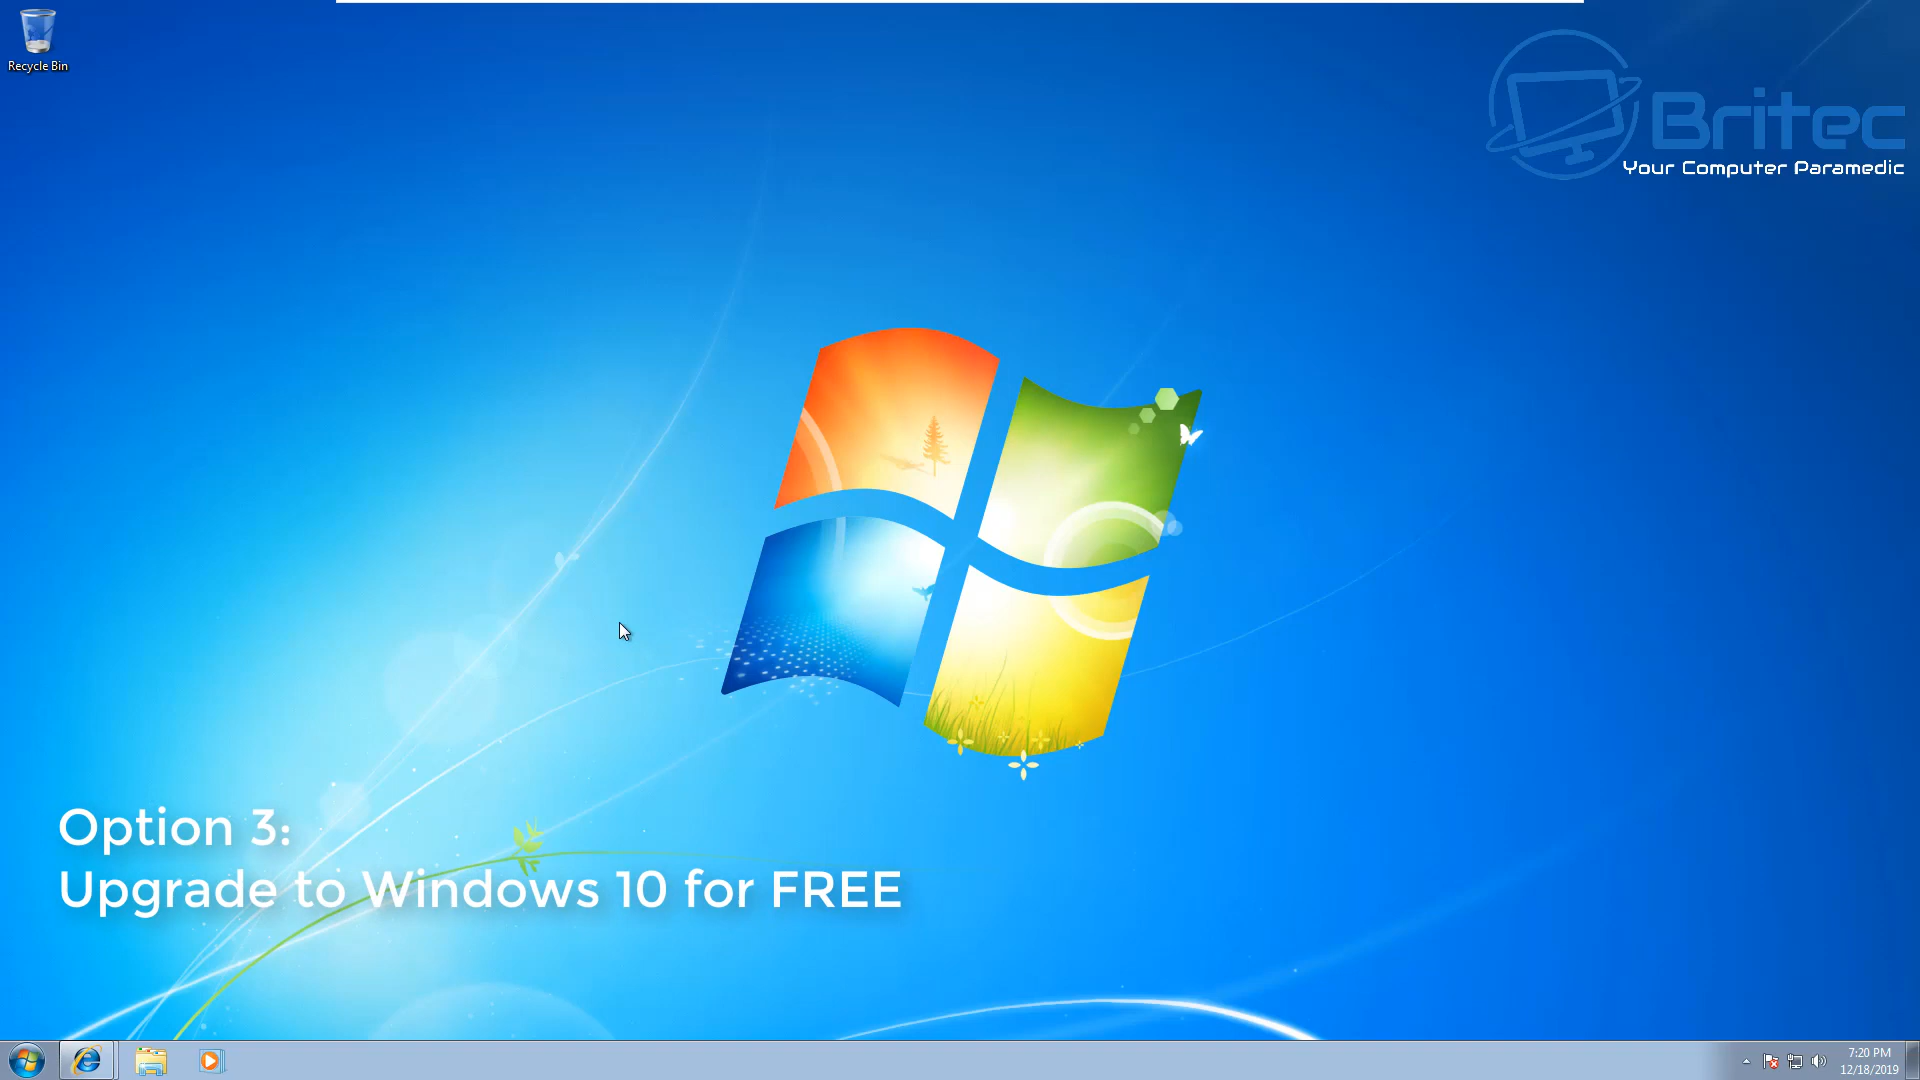 Recycle Bin
Britec
Your Computer Paramedic
Option 3:
Upgrade to Windows 10 for FREE
7:20 PM
12/18/2019